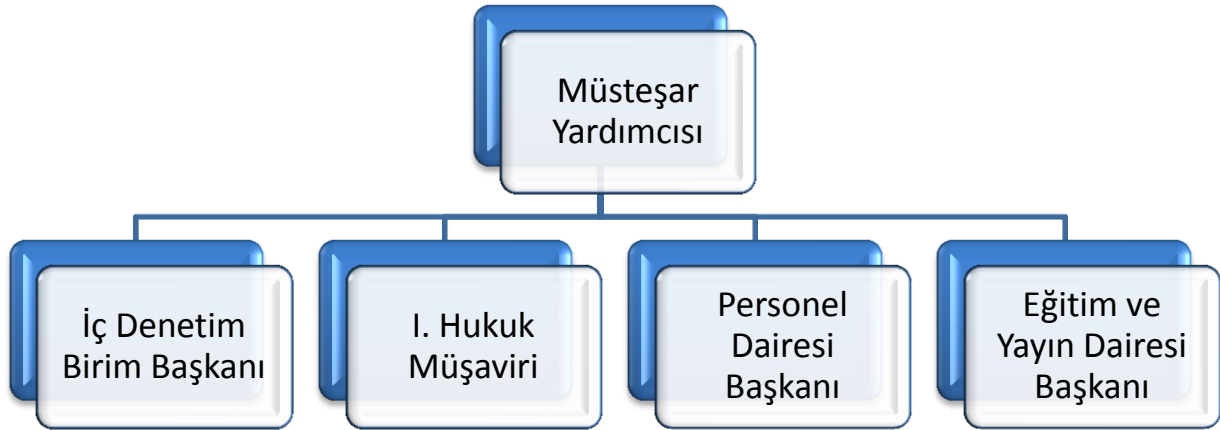 Müsteşar
Yardımcısı
İç Denetim
Birim Başkanı
I. Hukuk
Müşaviri
Personel
Dairesi
Başkanı
Eğitim ve
Yayın Dairesi
Başkanı